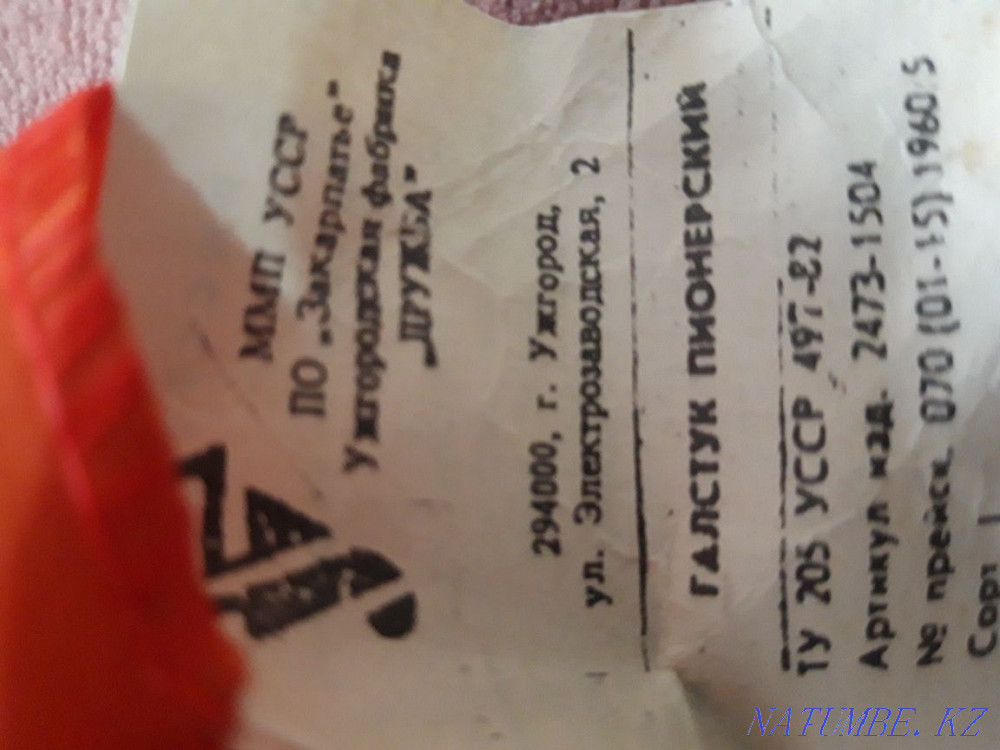 ММП УССР
ПО „Закарпатье"
Ужгородская фабрика
„ДРУЖБА"
294000, г. Ужгород,
ул. Электрозаводская, 2
ГАЛСТУК ПИОНЕРСКИЙ
ТУ 205 УССР 497-82
Артикул изд. 2473-1504
№ прейск. 070 (01-15) 1960:5
Сорт 1
NATUMBE.KZ